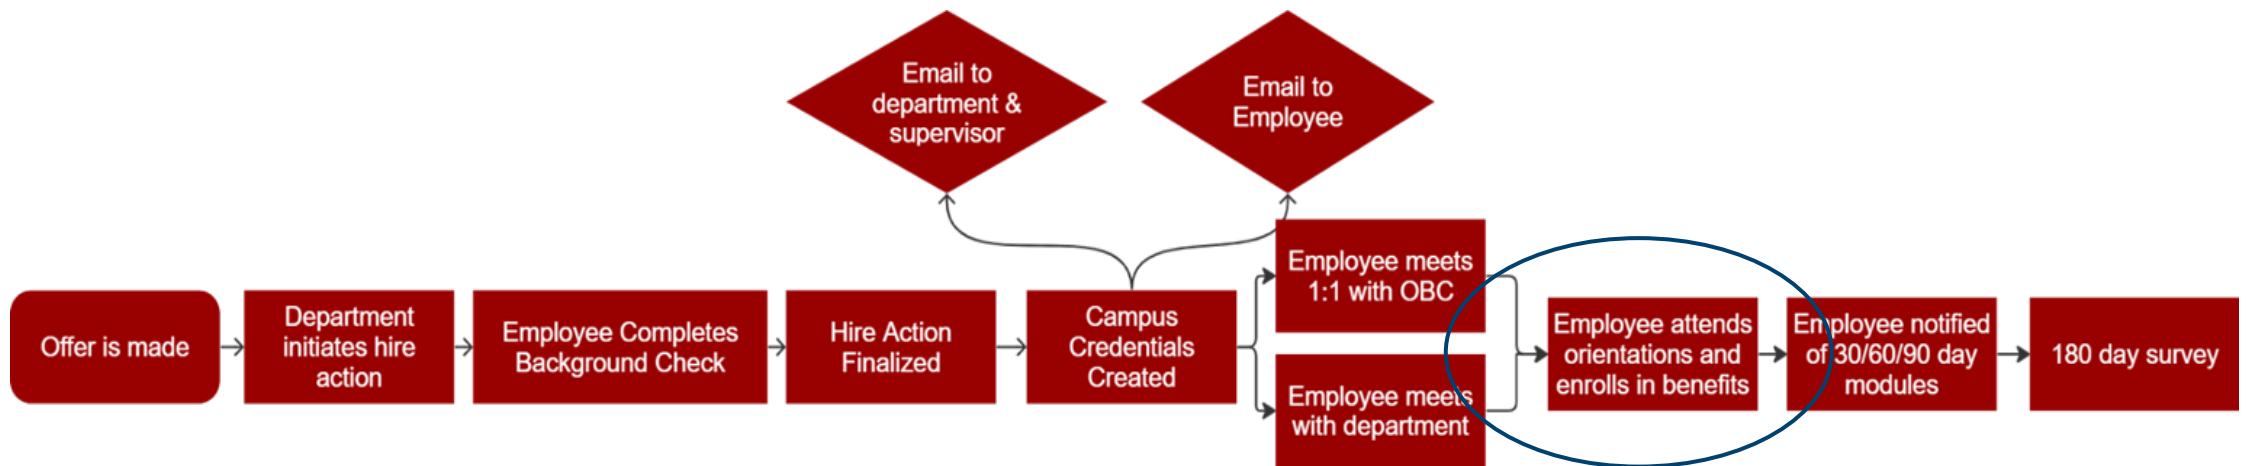 Email to
department &
supervisor
Email to
Employee
Offer is made
Department
initiates hire
action
Employee Completes
Background Check
Hire Action
Finalized
Campus
Credentials
Created
Employee meets
1:1 with OBC
Employee meets
with department
Employee attends
orientations and
enrolls in benefits
Employee notified
of 30/60/90 day
modules
180 day survey